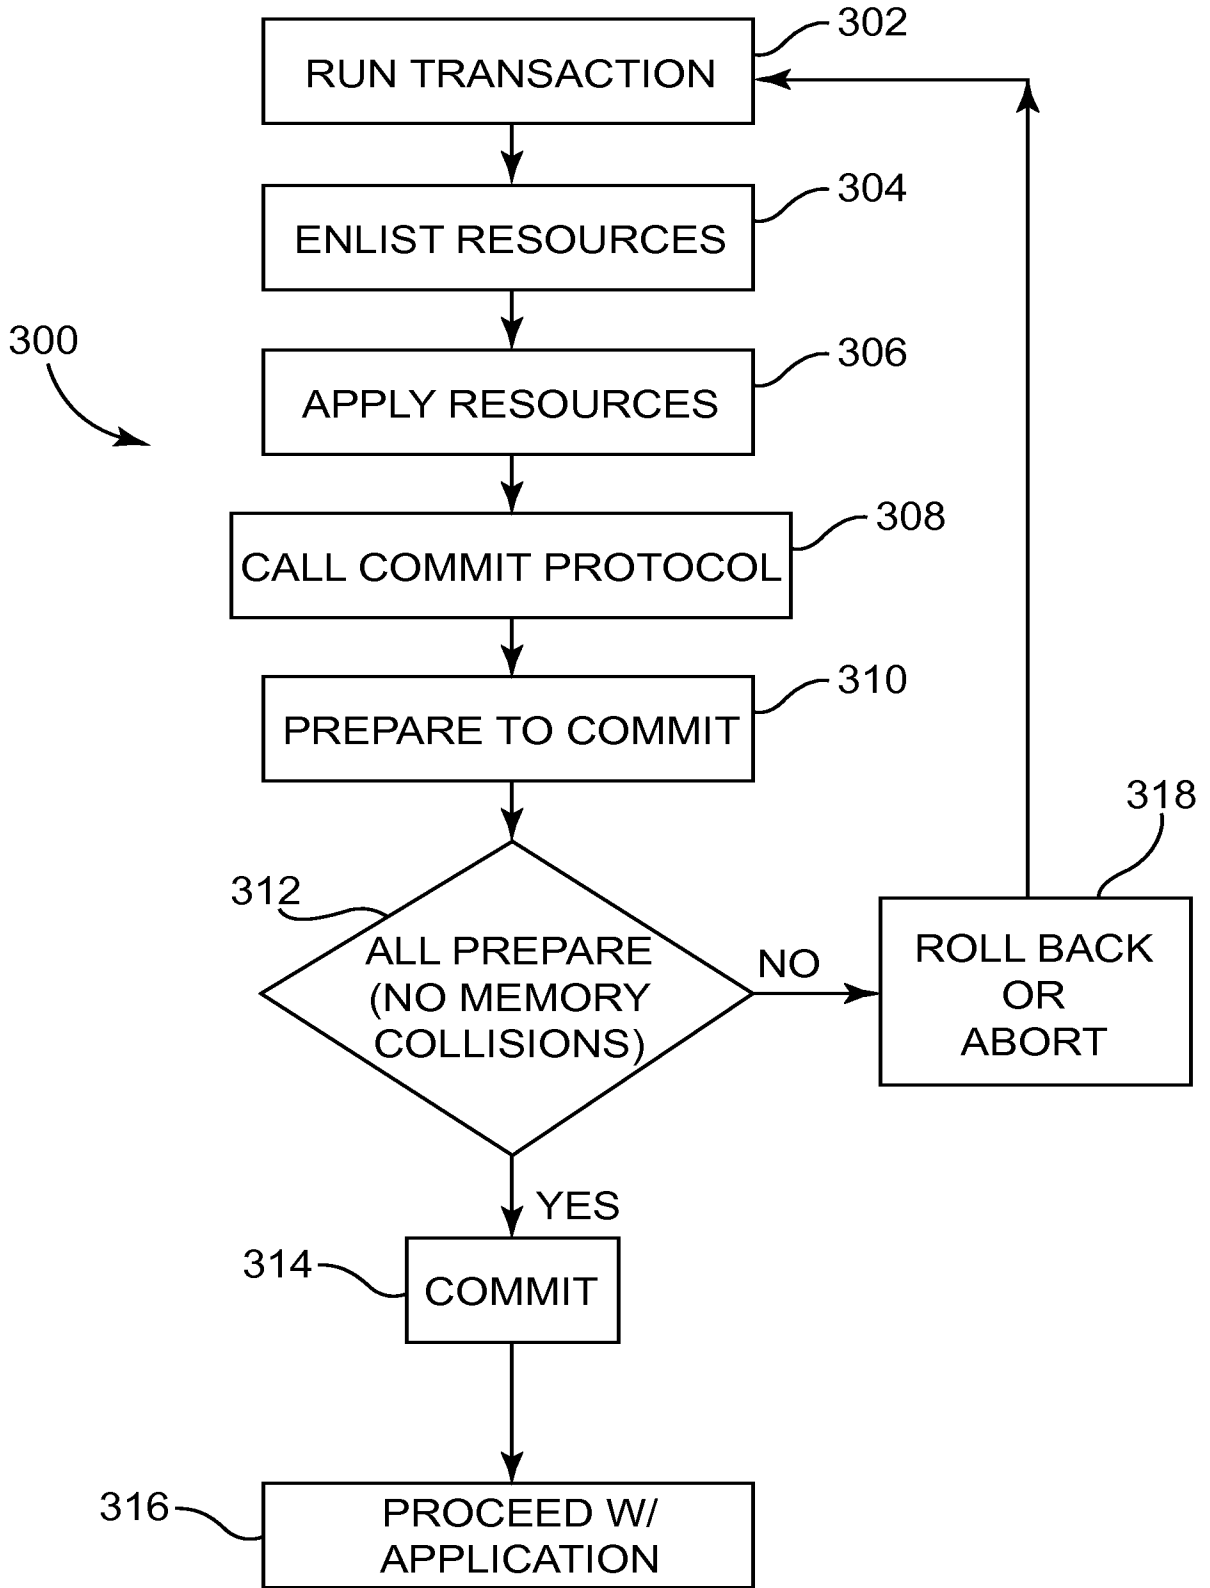 302
RUN TRANSACTION
304
ENLIST RESOURCES
300
306
APPLY RESOURCES
308
CALL COMMIT PROTOCOL
310
PREPARE TO COMMIT
318
312
ALL PREPARE
(NO MEMORY
COLLISIONS)
NO
ROLL BACK
OR
ABORT
YES
314
COMMIT
316
PROCEED W/
APPLICATION